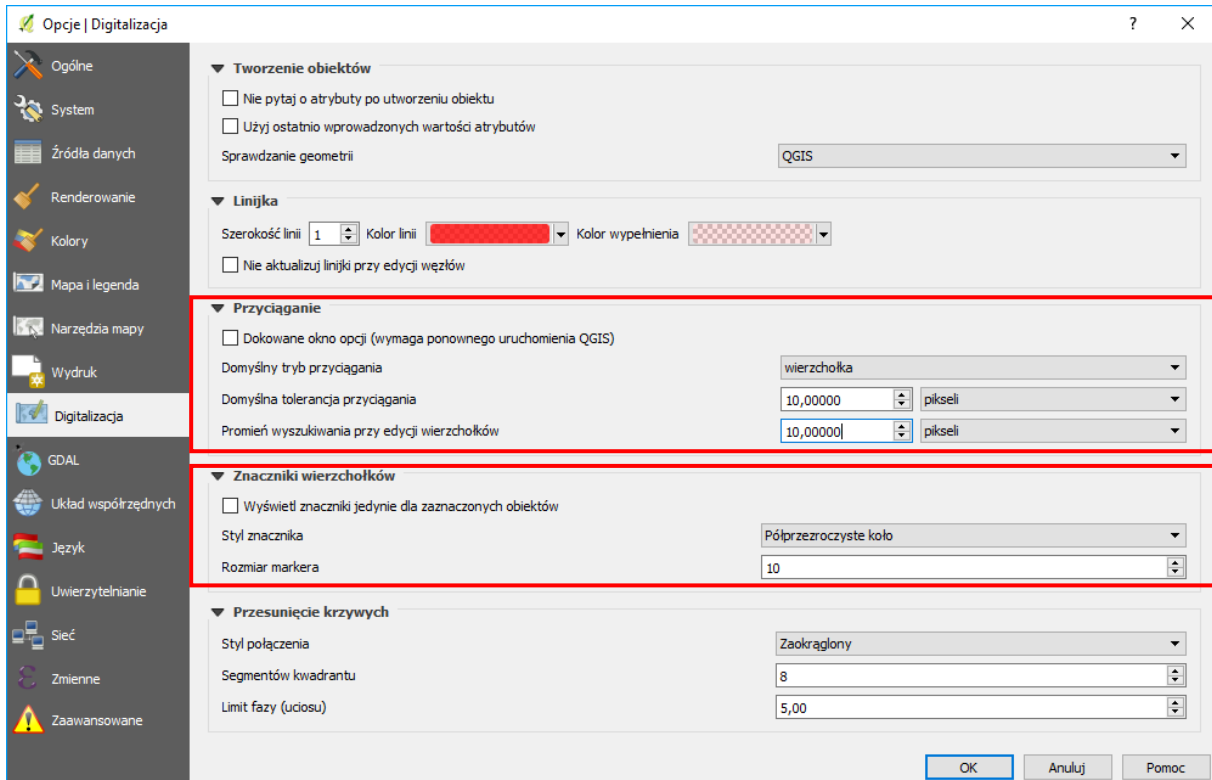 Opcje | Digitalizacja
?
Ogólne
System
Źródła danych
Renderowanie
Kolory
Mapa i legenda
Narzędzia mapy
Wydruk
Digitalizacja
GDAL
Układ współrzędnych
Język
Uwierzytelnianie
Sieć
Zmienne
Zaawansowane
Tworzenie obiektów
Nie pytaj o atrybuty po utworzeniu obiektu
Użyj ostatnio wprowadzonych wartości atrybutów
Sprawdzanie geometrii QGIS
Linijka
Szerokość linii 1 Kolor linii Kolor wypełnienia
Nie aktualizuj linijki przy edycji węzłów
Przyciąganie
Dokowane okno opcji (wymaga ponownego uruchomienia QGIS)
Domyślny tryb przyciągania wierzchołka
Domyślna tolerancja przyciągania 10,00000 pikseli
Promień wyszukiwania przy edycji wierzchołków 10,00000 pikseli
Znaczniki wierzchołków
Wyświetl znaczniki jedynie dla zaznaczonych obiektów
Styl znacznika Półprzezroczyste koło
Rozmiar markera 10
Przesunięcie krzywych
Styl połączenia Zaokrąglony
Segmentów kwadrantu 8
Limit fazy (uciosu) 5,00
OK Anuluj Pomoc